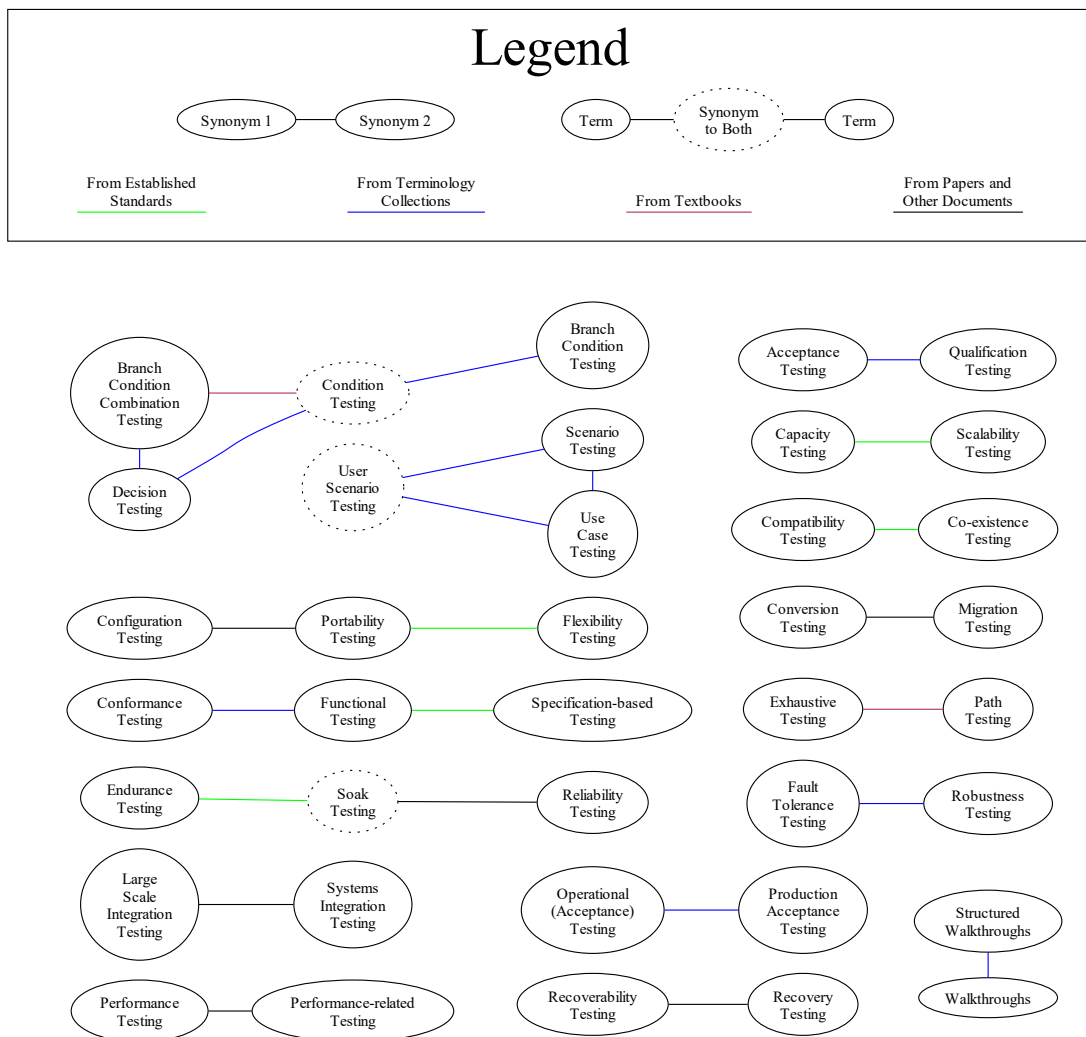 Legend
Synonym 1
Synonym 2
Term
Synonym
to Both
Term
From Established
Standards
From Terminology
Collections
From Textbooks
From Papers and
Other Documents
Branch
Condition
Combination
Testing
Condition
Testing
Branch
Condition
Testing
Decision
Testing
User
Scenario
Testing
Scenario
Testing
Use
Case
Testing
Acceptance
Testing
Qualification
Testing
Capacity
Testing
Scalability
Testing
Compatibility
Testing
Co-existence
Testing
Configuration
Testing
Portability
Testing
Flexibility
Testing
Conversion
Testing
Migration
Testing
Conformance
Testing
Functional
Testing
Specification-based
Testing
Exhaustive
Testing
Path
Testing
Endurance
Testing
Soak
Testing
Reliability
Testing
Fault
Tolerance
Testing
Robustness
Testing
Large
Scale
Integration
Testing
Systems
Integration
Testing
Operational
(Acceptance)
Testing
Production
Acceptance
Testing
Structured
Walkthroughs
Walkthroughs
Performance
Testing
Performance-related
Testing
Recoverability
Testing
Recovery
Testing